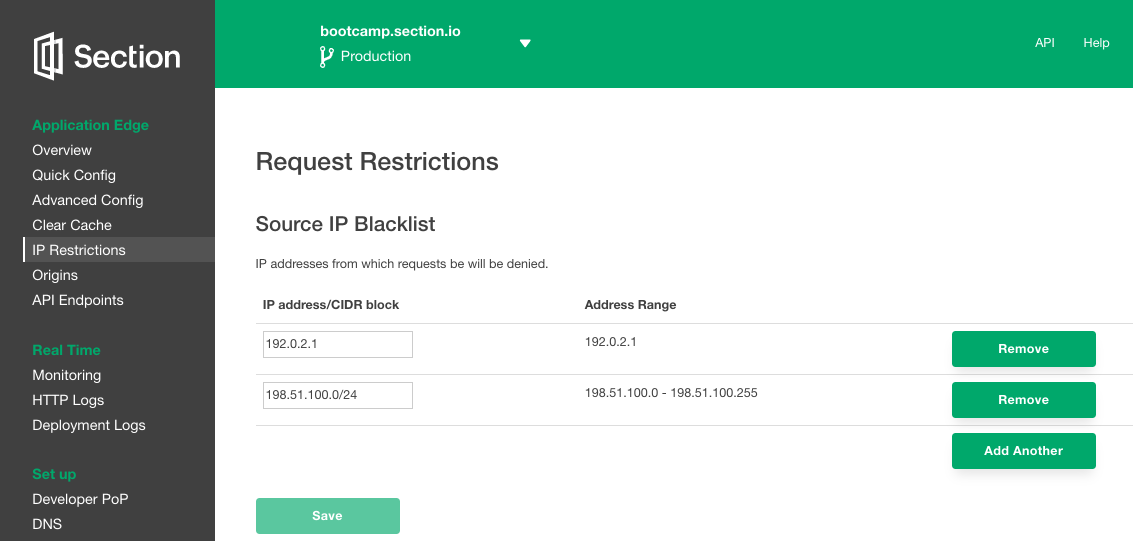 Section
Application Edge
Overview
Quick Config
Advanced Config
Clear Cache
IP Restrictions
Origins
API Endpoints
Real Time
Monitoring
HTTP Logs
Deployment Logs
Set up
Developer PoP
DNS
bootcamp.section.io
Production
API Help
Request Restrictions
Source IP Blacklist
IP addresses from which requests be will be denied.
IP address/CIDR block Address Range
192.0.2.1 192.0.2.1 Remove
198.51.100.0/24 198.51.100.0 - 198.51.100.255 Remove
Add Another
Save